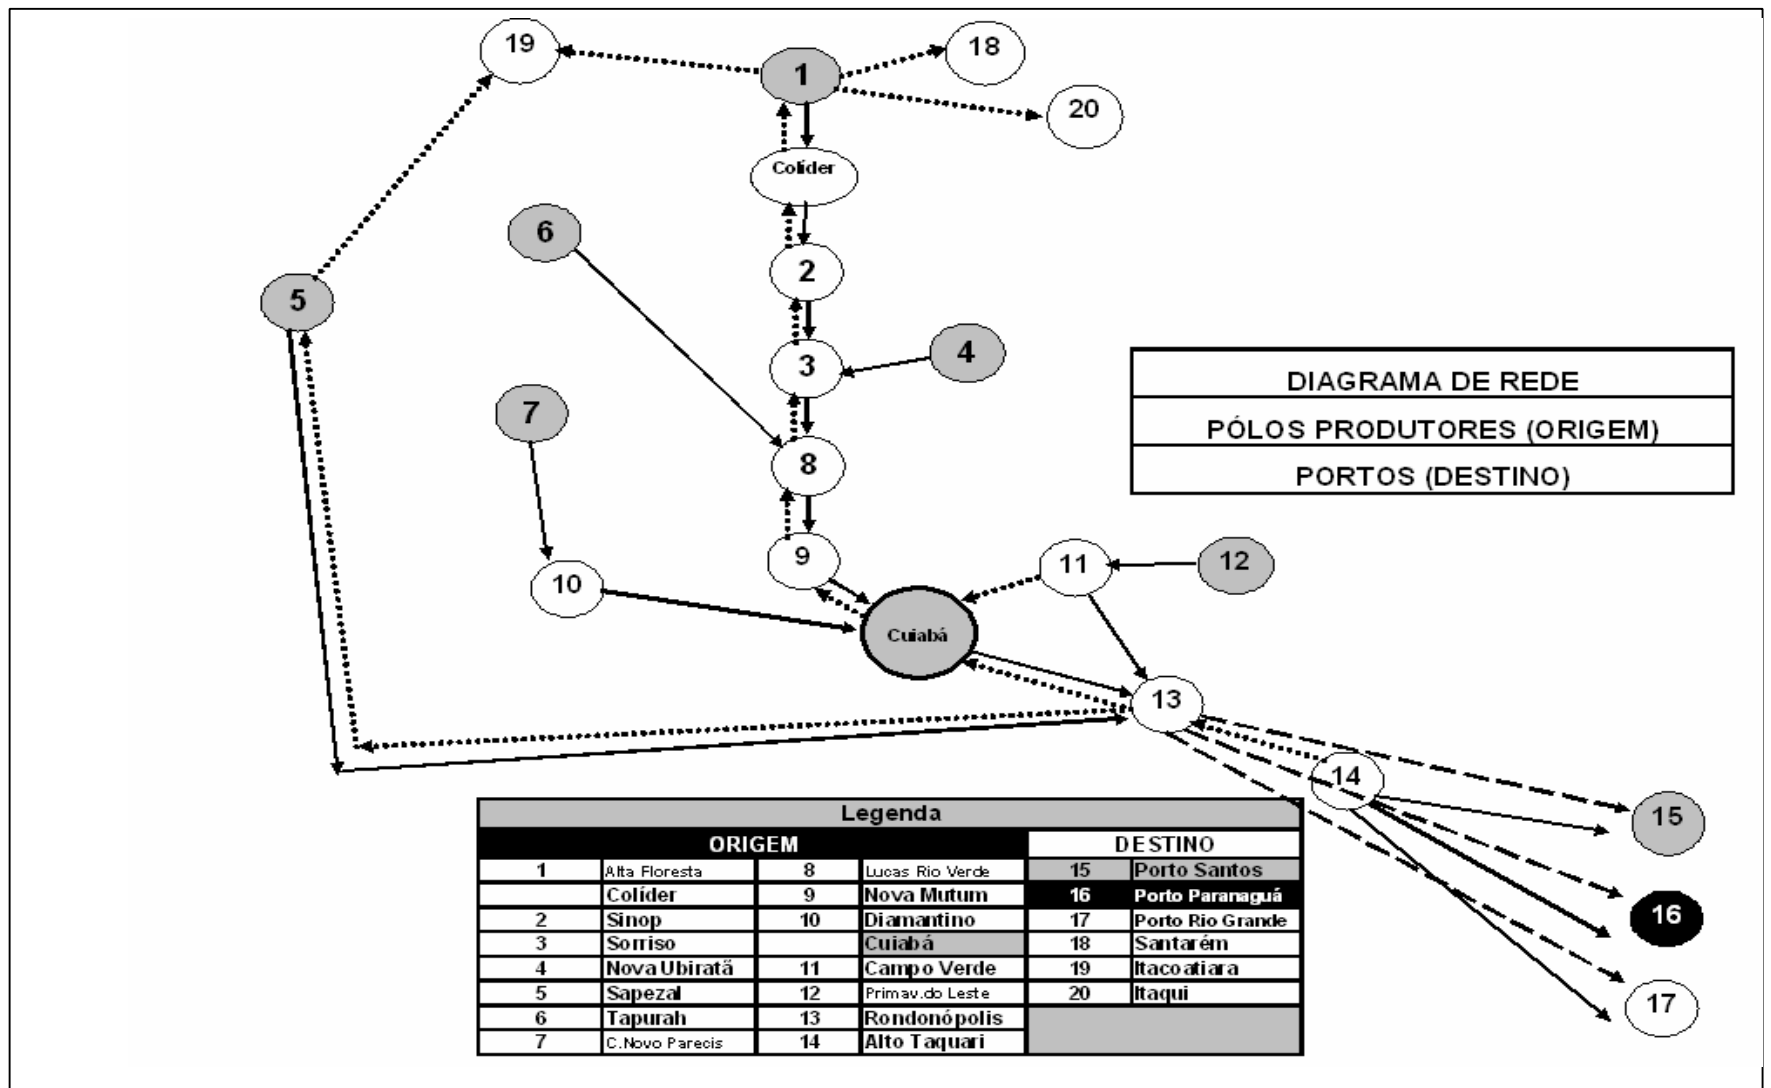 19
1
18
20
Colíder
6
2
5
3
4
DIAGRAMA DE REDE
PÓLOS PRODUTORES (ORIGEM)
PORTOS (DESTINO)
7
8
9
11
12
10
Cuiabá
13
14
15
16
17
Legenda
ORIGEM DESTINO
1 Alta Floresta 8 Lucas Rio Verde 15 Porto Santos
Colíder 9 Nova Mutum 16 Porto Paranaguá
2 Sinop 10 Diamantino 17 Porto Rio Grande
3 Sorriso Cuiabá 18 Santarém
4 Nova Ubiratã 11 Campo Verde 19 Itacoatiara
5 Sapezal 12 Primav.do Leste 20 Itaqui
6 Tapurah 13 Rondonópolis
7 C.Novo Parecis 14 Alto Taquari